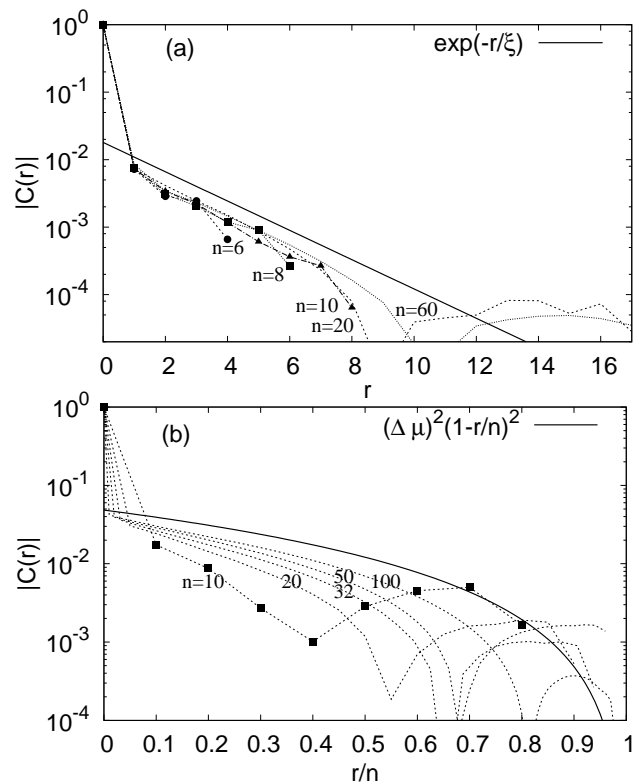 (a)
exp(-r/ξ)
10^0
10^-1
10^-2
10^-3
10^-4
|C(r)|
n=6
n=8
n=10
n=20
n=60
0 2 4 6 8 10 12 14 16
r
(b)
(Δ μ)^2(1-r/n)^2
10^0
10^-1
10^-2
10^-3
10^-4
|C(r)|
n=10
20
50
32
100
0 0.1 0.2 0.3 0.4 0.5 0.6 0.7 0.8 0.9 1
r/n